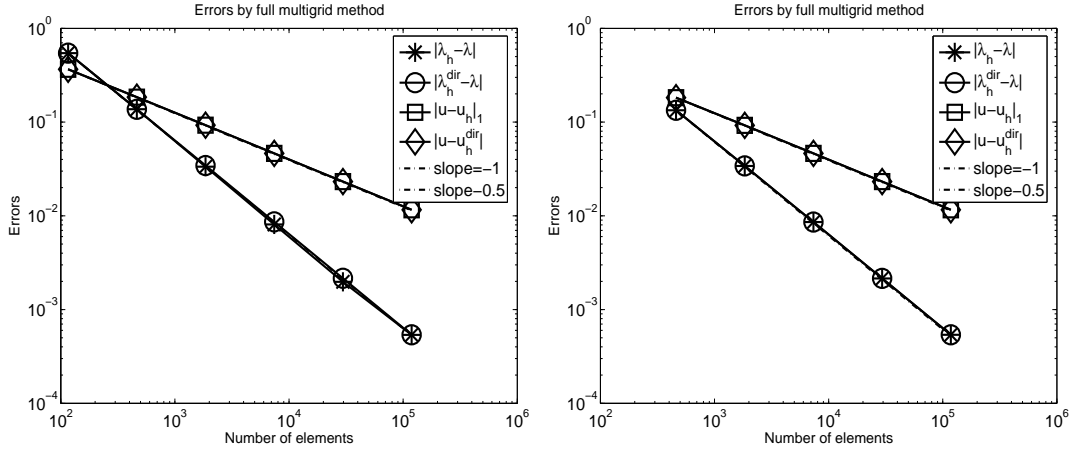 Errors by full multigrid method
10^0
10^-1
10^-2
10^-3
10^-4
Errors
|λ_h−λ|
|λ_h^dir−λ|
|u−u_h|_1
|u−u_h^dir|
slope=−1
slope−0.5
10^2
10^3
10^4
10^5
10^6
Number of elements
Errors by full multigrid method
10^0
10^-1
10^-2
10^-3
10^-4
Errors
|λ_h−λ|
|λ_h^dir−λ|
|u−u_h|_1
|u−u_h^dir|
slope=−1
slope−0.5
10^2
10^3
10^4
10^5
10^6
Number of elements